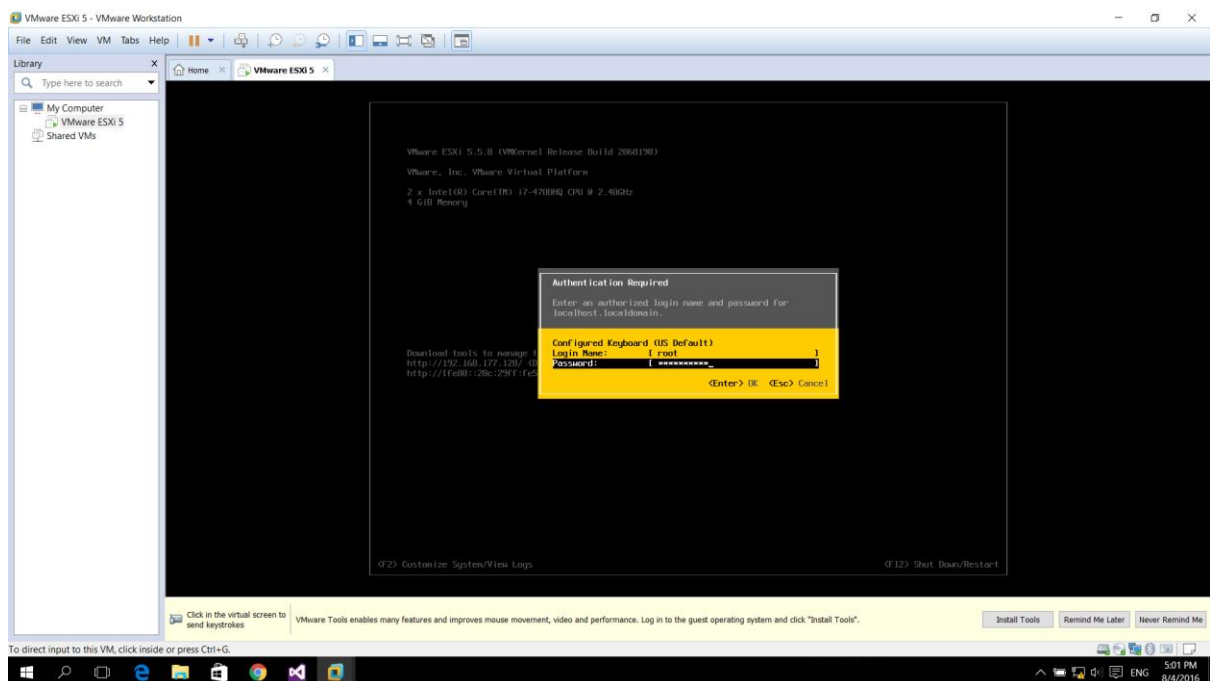 VMware ESXi 5 - VMware Workstation
File Edit View VM Tabs Help
Library x
Home × VMware ESXi 5 ×
Type here to search
My Computer
VMware ESXi 5
Shared VMs
VMware ESXi 5.5.0 (VMKernel Release Build 2068190)
VMware, Inc. VMware Virtual Platform
2 x Intel(R) Core(TM) i7-4700HQ CPU @ 2.40GHz
4 GiB Memory
Authentication Required
Enter an authorized login name and password for
localhost.localdomain.
Configured Keyboard (US Default)
Login Name: [ root ]
Password: [ **********_ ]
<Enter> OK <Esc> Cancel
Download tools to manage t
http://192.168.177.128/ (D
http://[fe80::20c:29ff:fe5
<F2> Customize System/View Logs <F12> Shut Down/Restart
Click in the virtual screen to
send keystrokes
VMware Tools enables many features and improves mouse movement, video and performance. Log in to the guest operating system and click "Install Tools".
Install Tools Remind Me Later Never Remind Me
To direct input to this VM, click inside or press Ctrl+G.
ENG 5:01 PM
8/4/2016